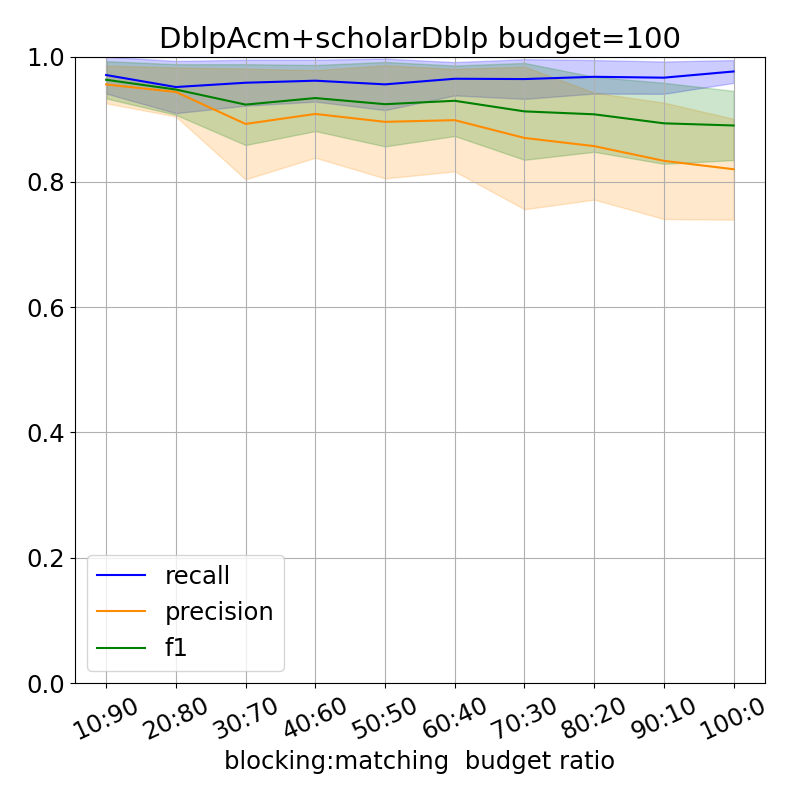 DblpAcm+scholarDblp budget=100
1.0
0.8
0.6
0.4
0.2
0.0
recall
precision
f1
10:90 20:80 30:70 40:60 50:50 60:40 70:30 80:20 90:10 100:0
blocking:matching  budget ratio